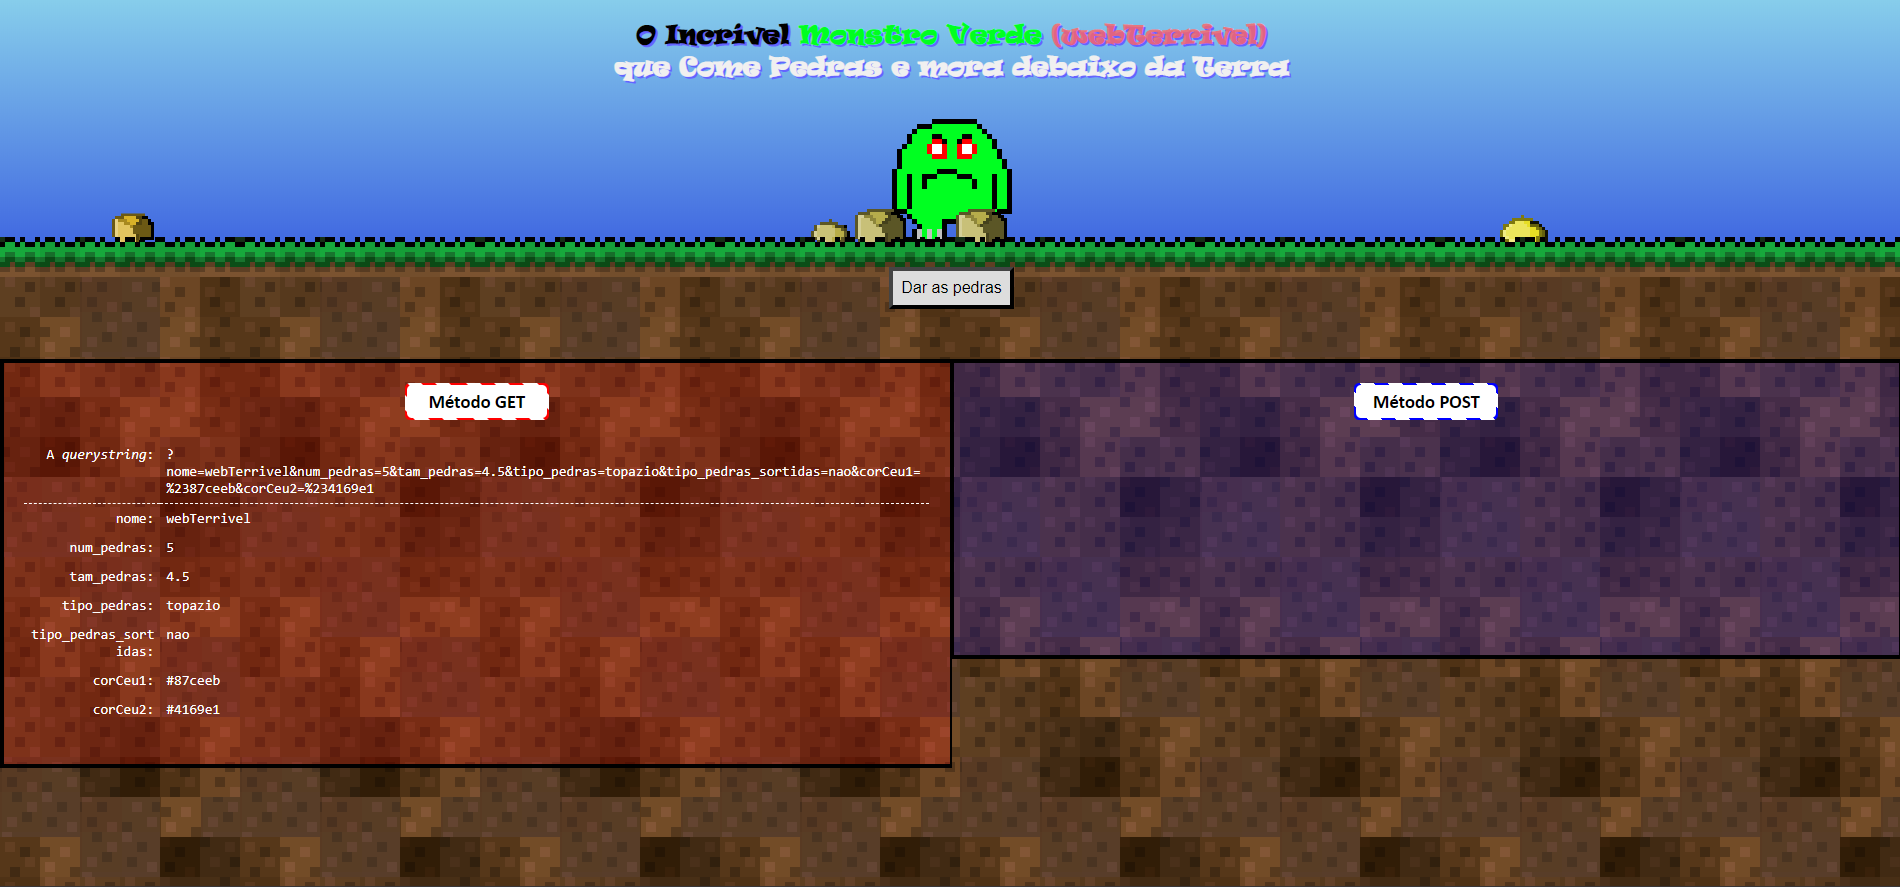 O Incrível Monstro Verde (webTerrivel)
que Come Pedras e mora debaixo da Terra
Dar as pedras
Método GET
A querystring: ?
nome=webTerrivel&num_pedras=5&tam_pedras=4.5&tipo_pedras=topazio&tipo_pedras_sortidas=nao&corCeu1=
%2387ceeb&corCeu2=%234169e1
nome: webTerrivel
num_pedras: 5
tam_pedras: 4.5
tipo_pedras: topazio
tipo_pedras_sort nao
idas:
corCeu1: #87ceeb
corCeu2: #4169e1
Método POST